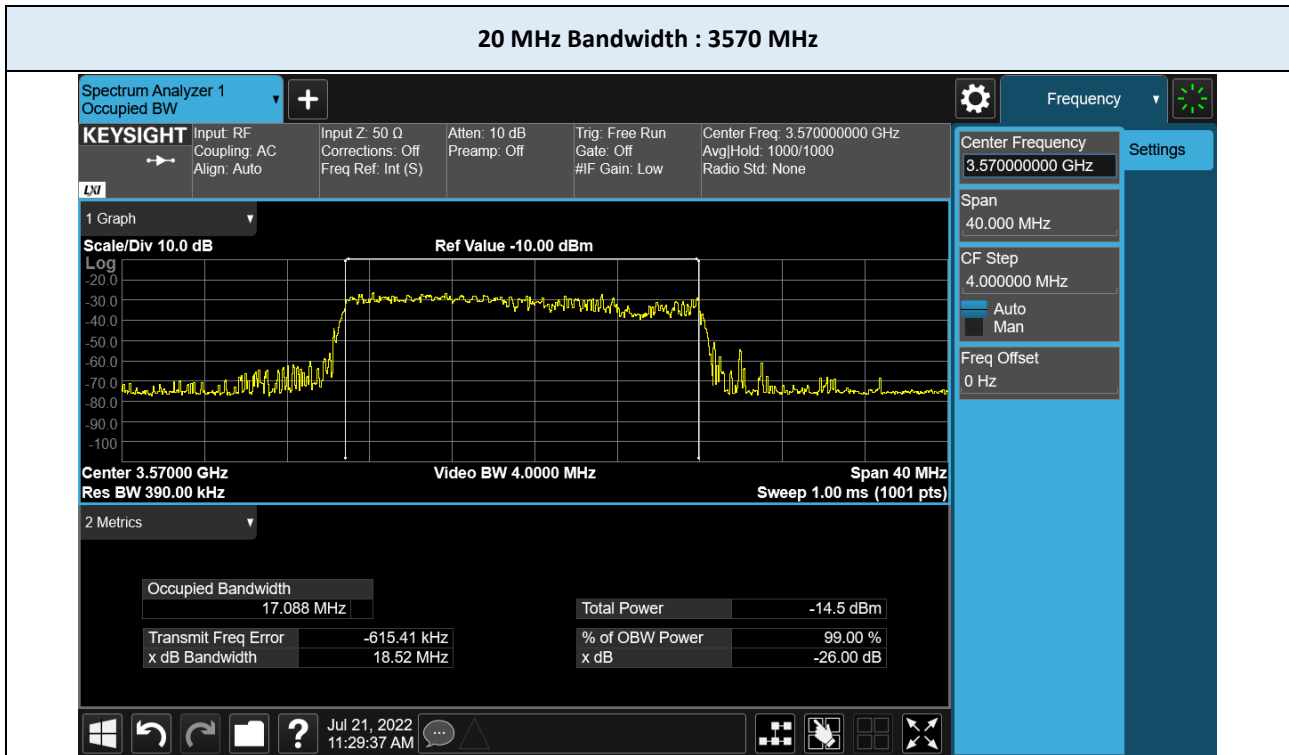 20 MHz Bandwidth : 3570 MHz
Spectrum Analyzer 1
Occupied BW
+
Frequency
KEYSIGHT
LXI
Input: RF
Coupling: AC
Align: Auto
Input Z: 50 Ω
Corrections: Off
Freq Ref: Int (S)
Atten: 10 dB
Preamp: Off
Trig: Free Run
Gate: Off
#IF Gain: Low
Center Freq: 3.570000000 GHz
Avg|Hold: 1000/1000
Radio Std: None
Center Frequency
3.570000000 GHz
Settings
Span
40.000 MHz
CF Step
4.000000 MHz
Auto
Man
Freq Offset
0 Hz
1 Graph
Scale/Div 10.0 dB
Ref Value -10.00 dBm
Log
-20.0
-30.0
-40.0
-50.0
-60.0
-70.0
-80.0
-90.0
-100
Center 3.57000 GHz
Video BW 4.0000 MHz
Span 40 MHz
Res BW 390.00 kHz
Sweep 1.00 ms (1001 pts)
2 Metrics
Occupied Bandwidth
17.088 MHz
Total Power -14.5 dBm
Transmit Freq Error -615.41 kHz
% of OBW Power 99.00 %
x dB Bandwidth 18.52 MHz
x dB -26.00 dB
?
Jul 21, 2022
11:29:37 AM